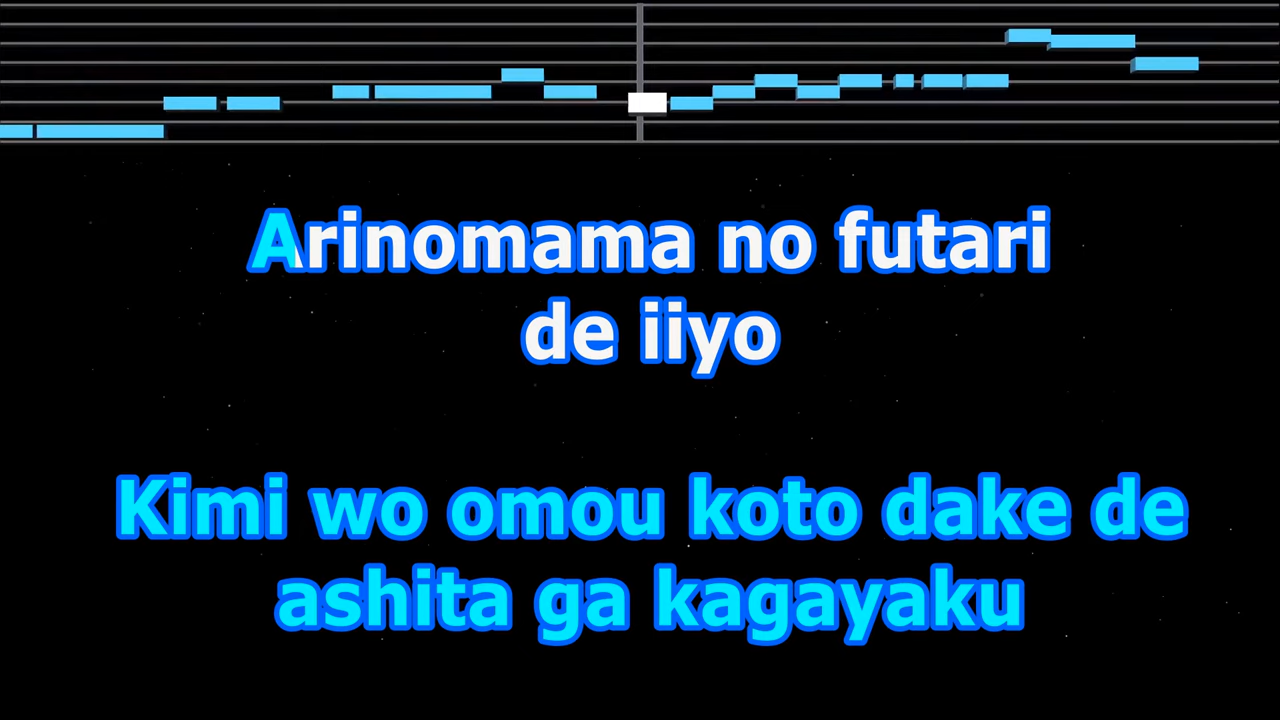 Arinomama no futari
de iiyo
Kimi wo omou koto dake de
ashita ga kagayaku